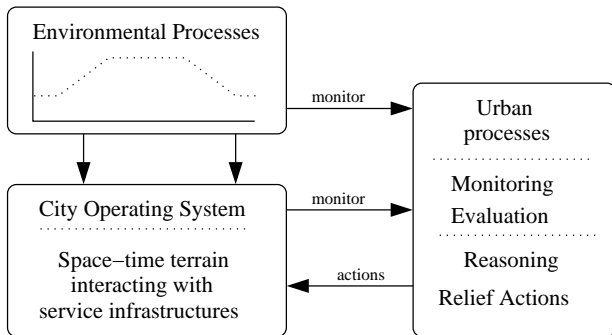 Environmental Processes
monitor
City Operating System
Space−time terrain
interacting with
service infrastructures
monitor
actions
Urban
processes
Monitoring
Evaluation
Reasoning
Relief Actions